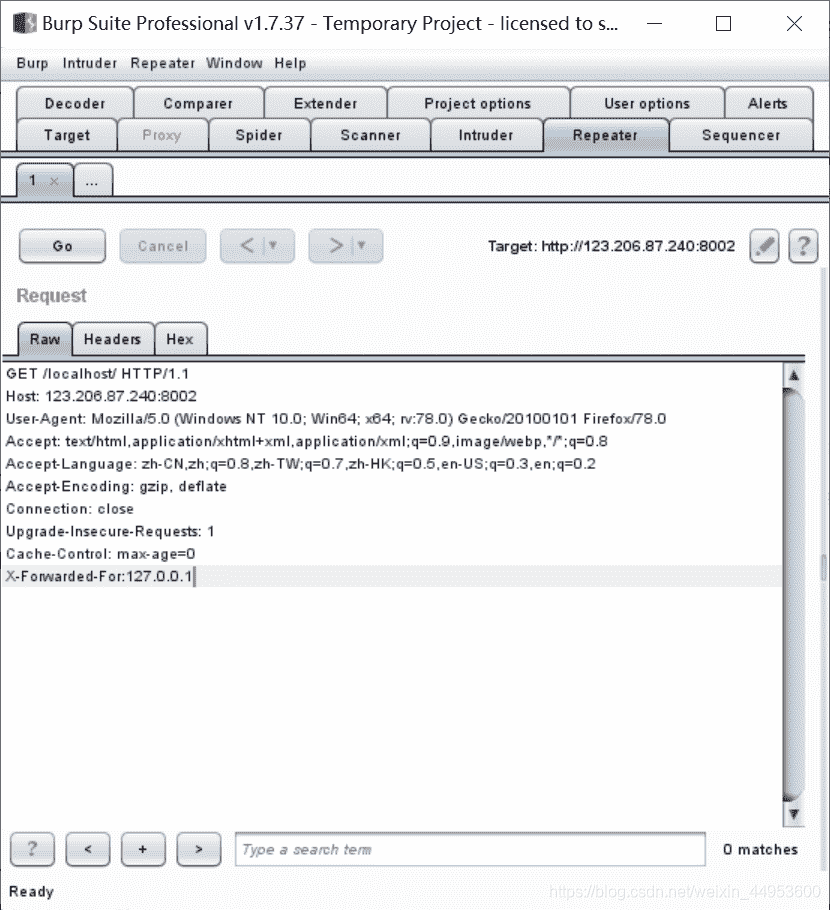 Burp Suite Professional v1.7.37 - Temporary Project - licensed to s...
Burp Intruder Repeater Window Help
Decoder Comparer Extender Project options User options Alerts
Target Proxy Spider Scanner Intruder Repeater Sequencer
1 × ...
Go Cancel < ▼ > ▼ Target: http://123.206.87.240:8002 ?
Request
Raw Headers Hex
GET /localhost/ HTTP/1.1
Host: 123.206.87.240:8002
User-Agent: Mozilla/5.0 (Windows NT 10.0; Win64; x64; rv:78.0) Gecko/20100101 Firefox/78.0
Accept: text/html,application/xhtml+xml,application/xml;q=0.9,image/webp,*/*;q=0.8
Accept-Language: zh-CN,zh;q=0.8,zh-TW;q=0.7,zh-HK;q=0.5,en-US;q=0.3,en;q=0.2
Accept-Encoding: gzip, deflate
Connection: close
Upgrade-Insecure-Requests: 1
Cache-Control: max-age=0
X-Forwarded-For:127.0.0.1
? < + > Type a search term 0 matches
Ready
https://blog.csdn.net/weixin_44953600